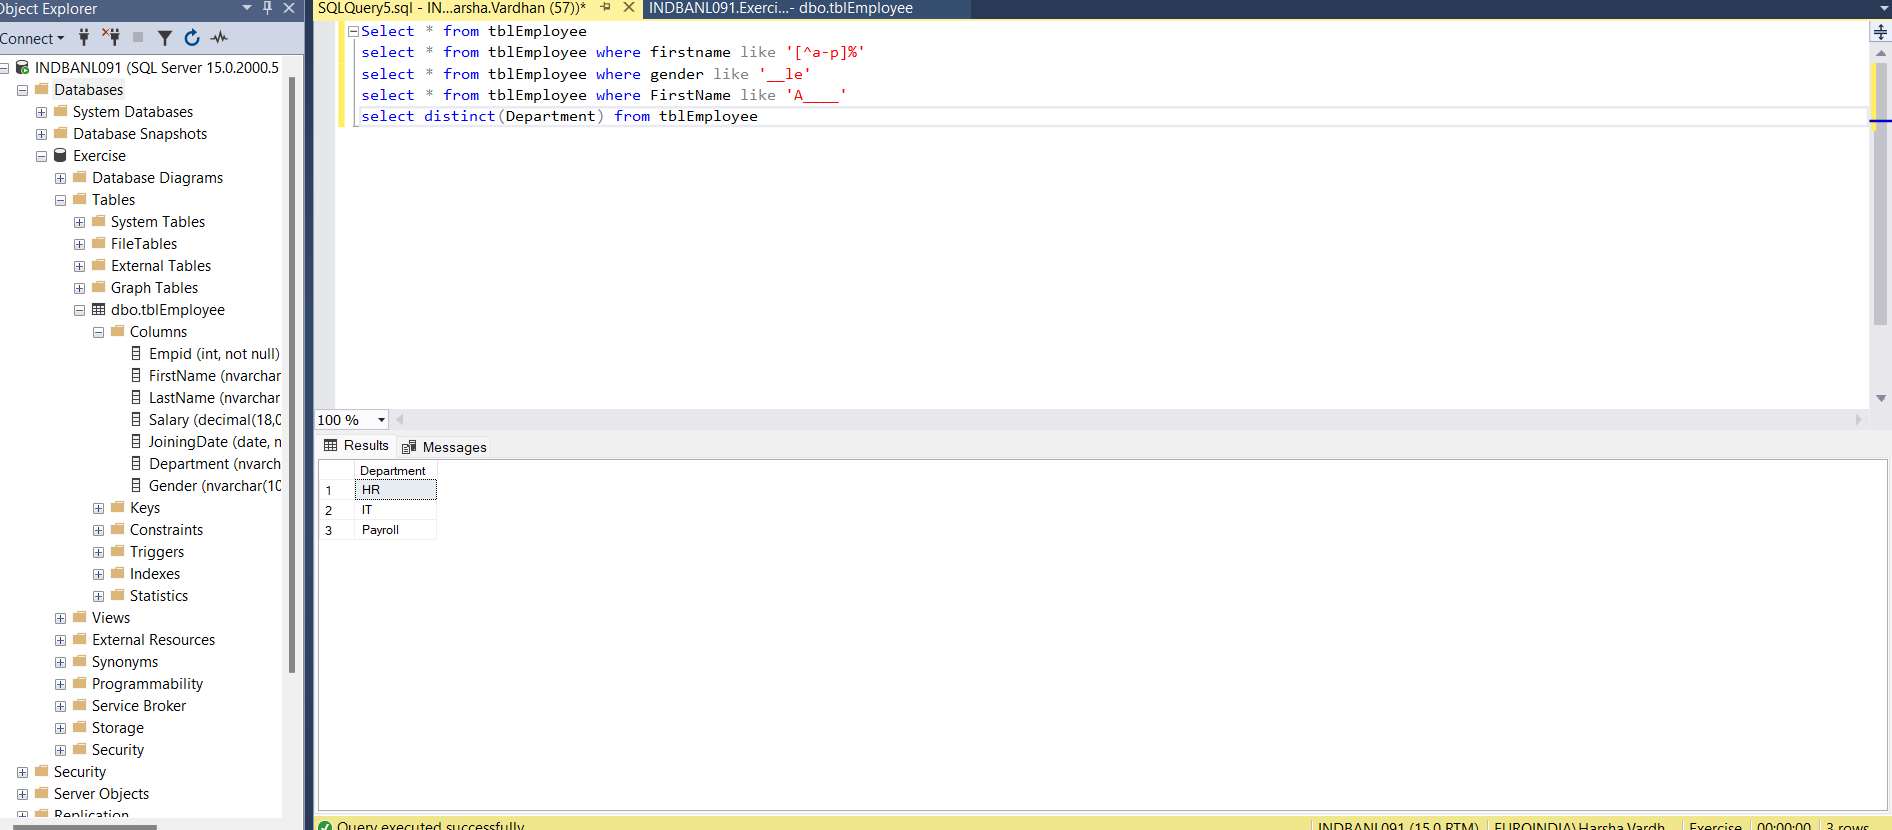 Object Explorer
Connect
INDBANL091 (SQL Server 15.0.2000.5
Databases
System Databases
Database Snapshots
Exercise
Database Diagrams
Tables
System Tables
FileTables
External Tables
Graph Tables
dbo.tblEmployee
Columns
Empid (int, not null)
FirstName (nvarchar
LastName (nvarchar
Salary (decimal(18,0
JoiningDate (date, n
Department (nvarch
Gender (nvarchar(10
Keys
Constraints
Triggers
Indexes
Statistics
Views
External Resources
Synonyms
Programmability
Service Broker
Storage
Security
Security
Server Objects
Replication
SQLQuery5.sql - IN...arsha.Vardhan (57))*
INDBANL091.Exerci...- dbo.tblEmployee
Select * from tblEmployee
select * from tblEmployee where firstname like '[^a-p]%'
select * from tblEmployee where gender like '__le'
select * from tblEmployee where FirstName like 'A____'
select distinct(Department) from tblEmployee
100 %
Results Messages
Department
1 HR
2 IT
3 Payroll
Query executed successfully
INDBANL091 (15.0 RTM) EUROINDIA\Harsha.Vardh... Exercise 00:00:00 3 rows